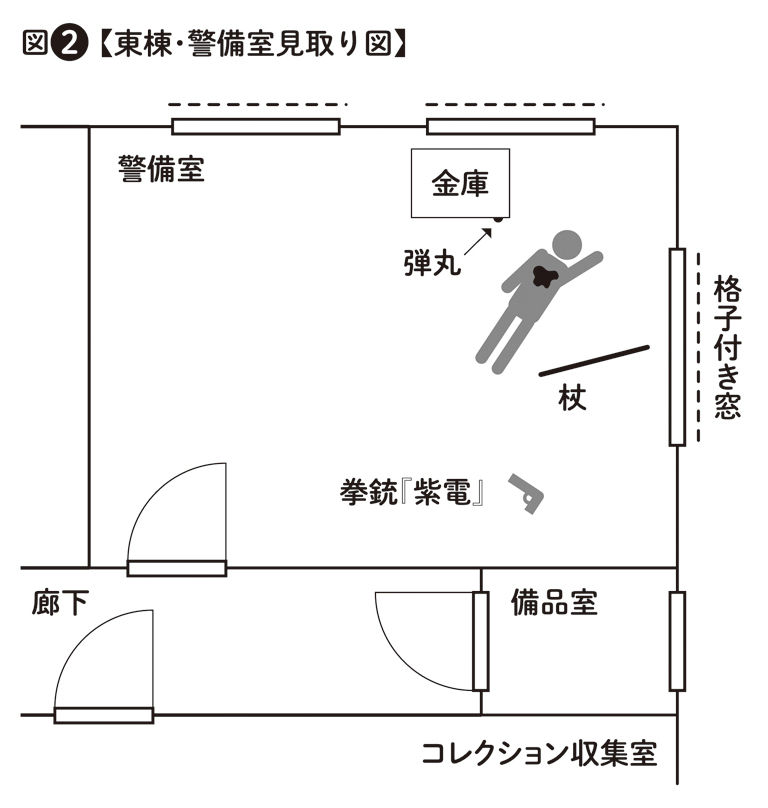 図❷【東棟・警備室見取り図】
警備室
金庫
弾丸
格子付き窓
杖
拳銃『紫電』
廊下
備品室
コレクション収集室